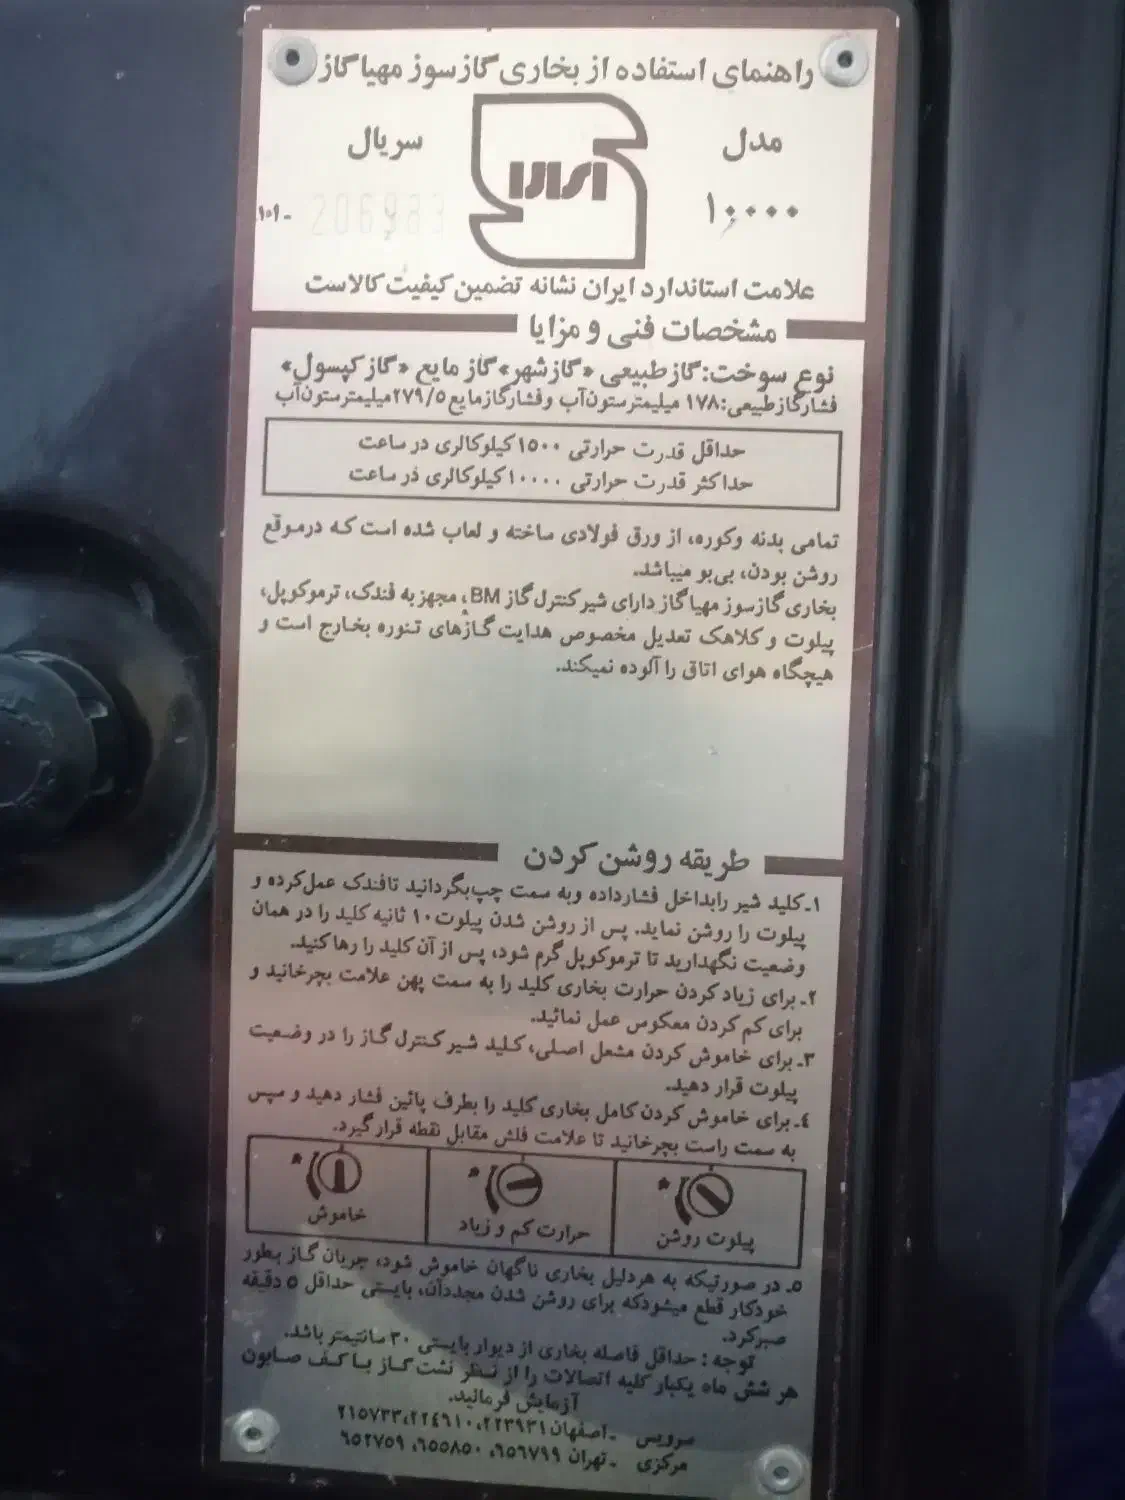 راهنمای استفاده از بخاری گازسوز مهیاگاز
مدل
سریال
۱۰۰۰۰
206983
ـ۱۰۱
علامت استاندارد ایران نشانه تضمین کیفیت کالاست
مشخصات فنی و مزایا
نوع سوخت: گاز طبیعی «گاز شهر» گاز مایع «گاز کپسول»
فشار گاز طبیعی: ۱۷۸ میلیمتر ستون آب و فشار گاز مایع ۲۷۹/۵ میلیمتر ستون آب
حداقل قدرت حرارتی ۱۵۰۰ کیلوکالری در ساعت
حداکثر قدرت حرارتی ۱۰۰۰۰ کیلوکالری در ساعت
تمامی بدنه و کوره، از ورق فولادی ساخته و لعاب شده است که در موقع
روشن بودن، بی‌بو میباشد.
بخاری گازسوز مهیاگاز دارای شیر کنترل گاز BM، مجهز به فندک، ترموکوپل،
پیلوت و کلاهک تعدیل مخصوص هدایت گازهای تنوره بخارج است و
هیچگاه هوای اتاق را آلوده نمیکند.
طریقه روشن کردن
۱ـ کلید شیر را بداخل فشار داده و به سمت چپ بگردانید تا فندک عمل کرده و
پیلوت را روشن نماید. پس از روشن شدن پیلوت ۱۰ ثانیه کلید را در همان
وضعیت نگهدارید تا ترموکوپل گرم شود، پس از آن کلید را رها کنید.
۲ـ برای زیاد کردن حرارت بخاری کلید را به سمت پهن علامت بچرخانید و
برای کم کردن معکوس عمل نمائید.
۳ـ برای خاموش کردن مشعل اصلی، کلید شیر کنترل گاز را در وضعیت
پیلوت قرار دهید.
۴ـ برای خاموش کردن کامل بخاری کلید را بطرف پائین فشار دهید و سپس
به سمت راست بچرخانید تا علامت فلش مقابل نقطه قرار گیرد.
پیلوت روشن
حرارت کم و زیاد
خاموش
۵ـ در صورتیکه به هر دلیل بخاری ناگهان خاموش شود، جریان گاز بطور
خودکار قطع میشود که برای روشن شدن مجدد آن، بایستی حداقل ۵ دقیقه
صبر کرد.
توجه: حداقل فاصله بخاری از دیوار بایستی ۳۰ سانتیمتر باشد.
هر شش ماه یکبار کلیه اتصالات را از نظر نشت گاز با کف صابون
آزمایش فرمائید.
سرویس ـ اصفهان ۲۲۳۹۳۱، ۲۲۴۶۱۰، ۲۱۵۷۳۳
مرکزی ـ تهران ۶۵۶۷۹۹، ۶۵۵۸۵۰، ۶۵۲۷۵۹